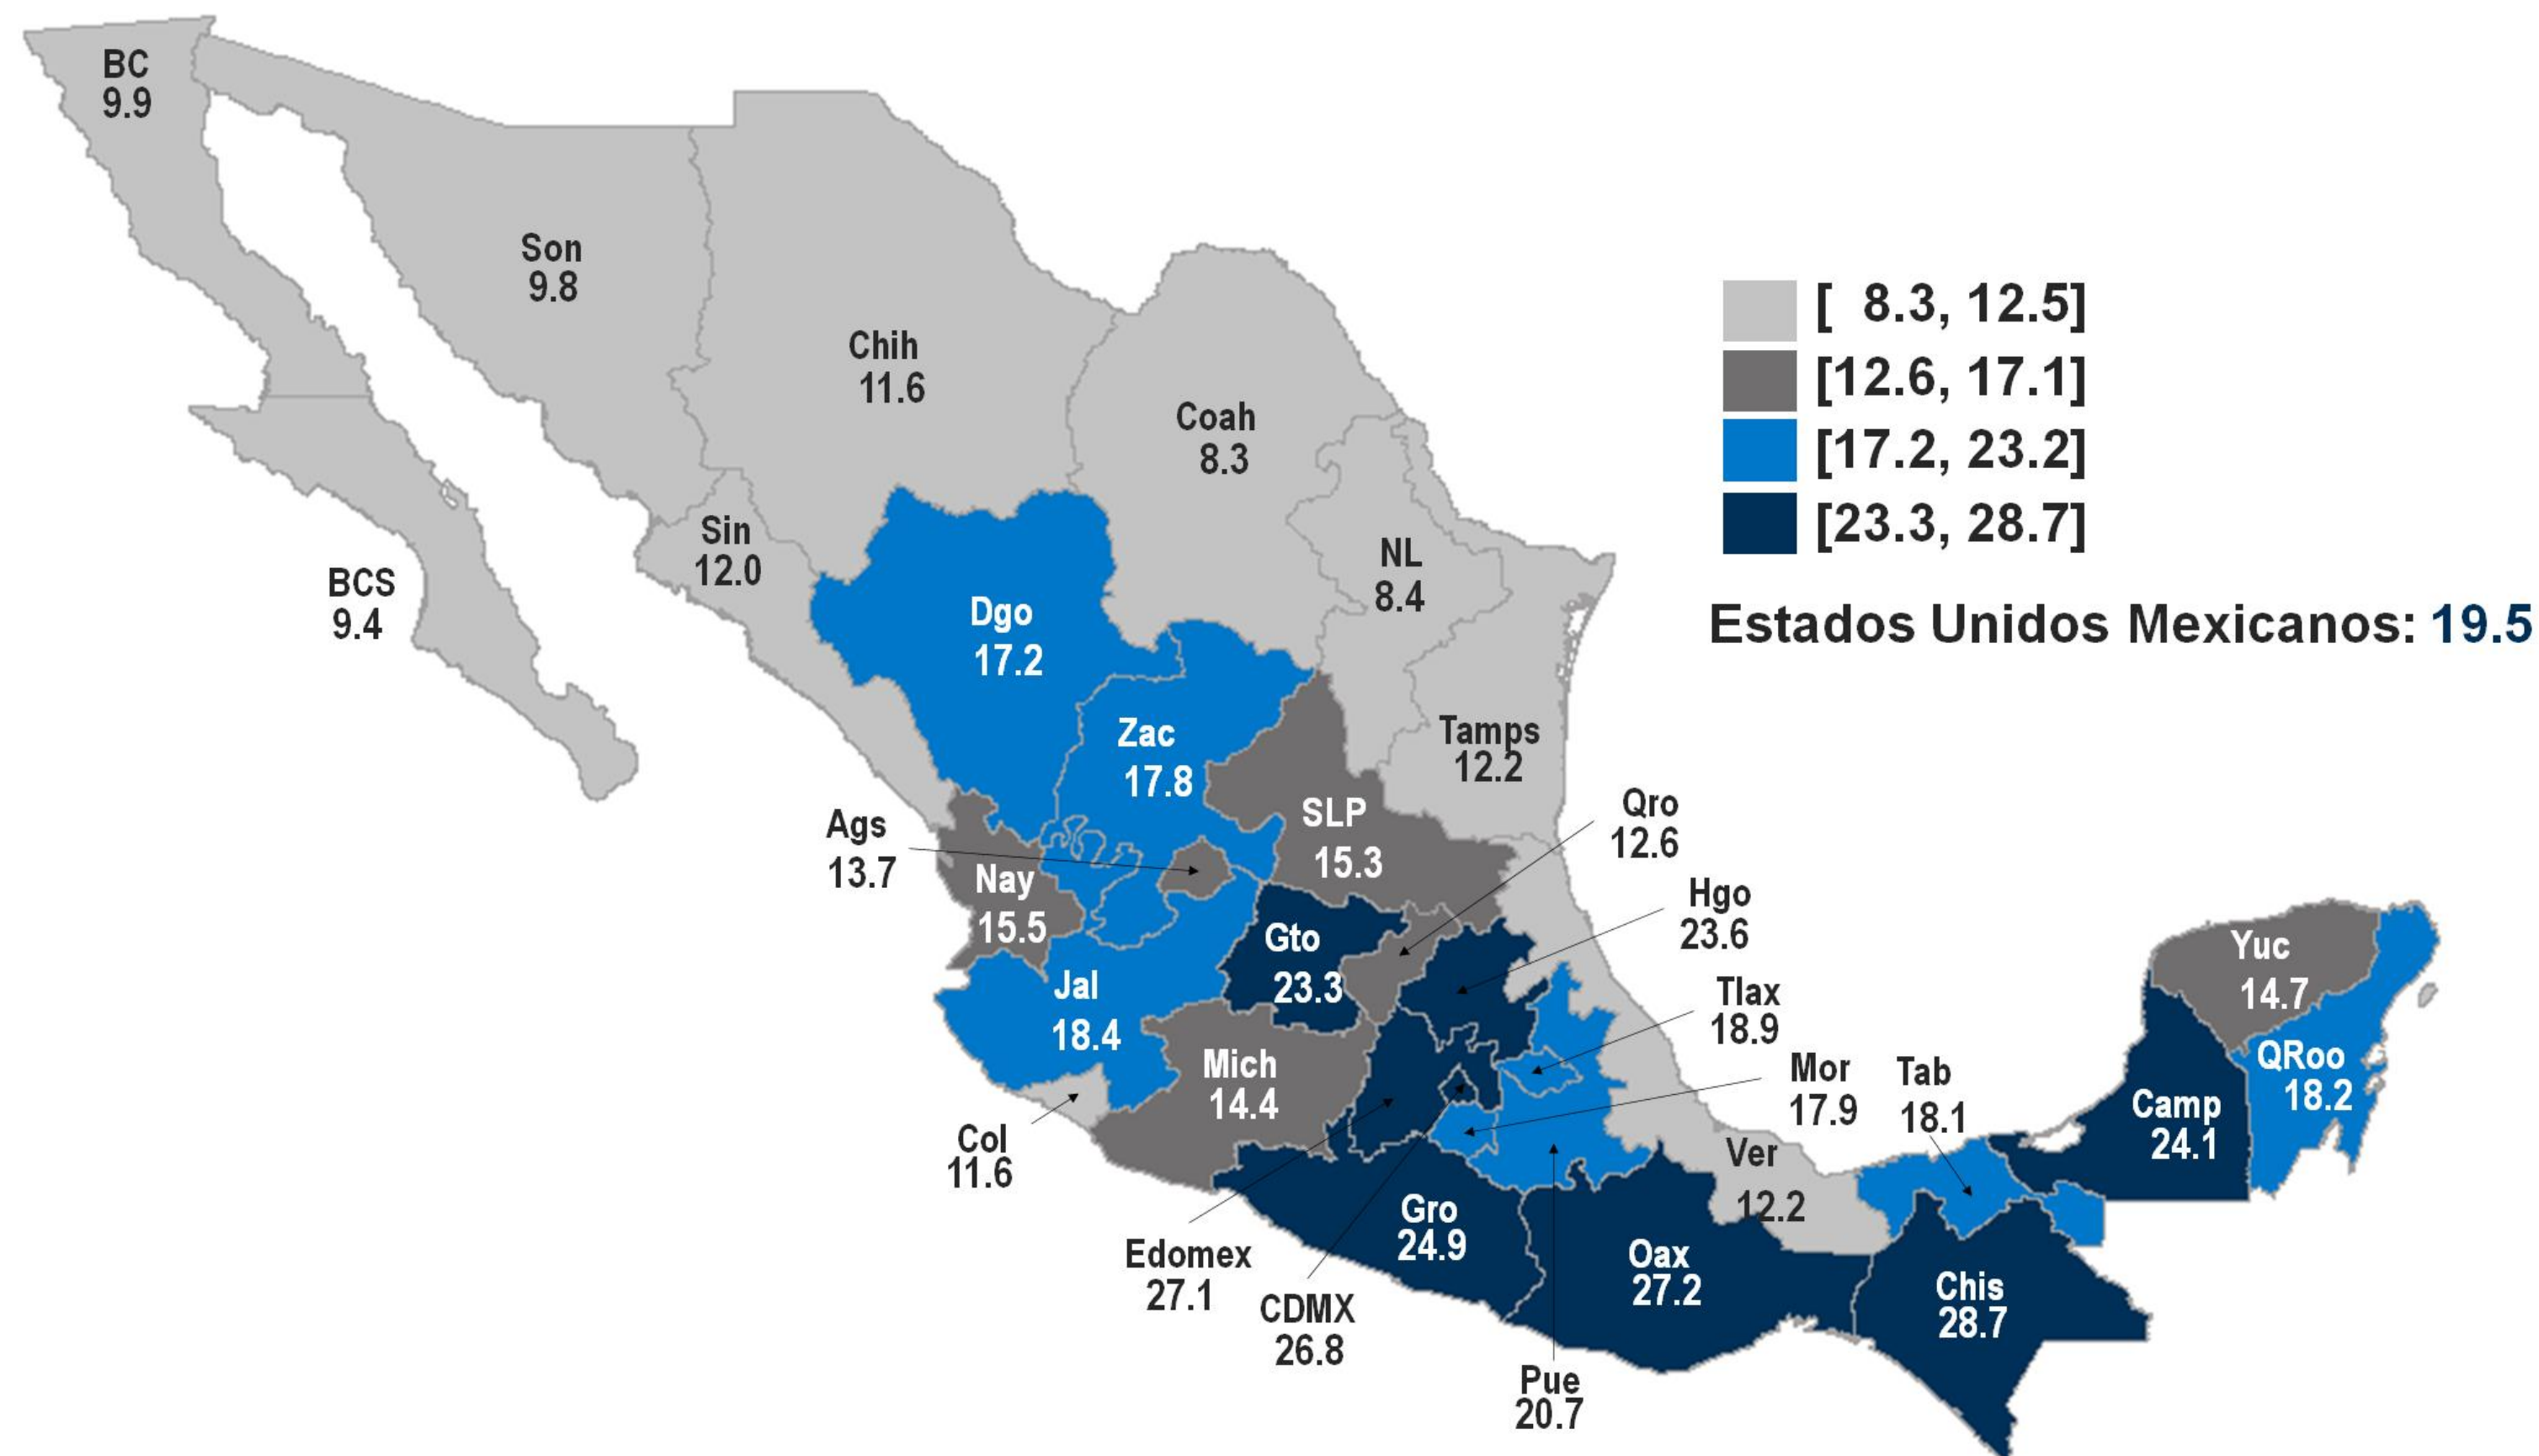 BC
9.9
Son
9.8
Chih
11.6
Coah
8.3
[ 8.3, 12.5]
[12.6, 17.1]
[17.2, 23.2]
[23.3, 28.7]
Estados Unidos Mexicanos: 19.5
Sin
12.0
NL
8.4
BCS
9.4
Dgo
17.2
Zac
17.8
Tamps
12.2
Ags
13.7
SLP
15.3
Qro
12.6
Nay
15.5
Hgo
23.6
Gto
23.3
Yuc
14.7
Jal
18.4
Tlax
18.9
Mich
14.4
Mor
17.9
Tab
18.1
QRoo
18.2
Camp
24.1
Col
11.6
Ver
12.2
Gro
24.9
Edomex
27.1
Oax
27.2
Chis
28.7
CDMX
26.8
Pue
20.7